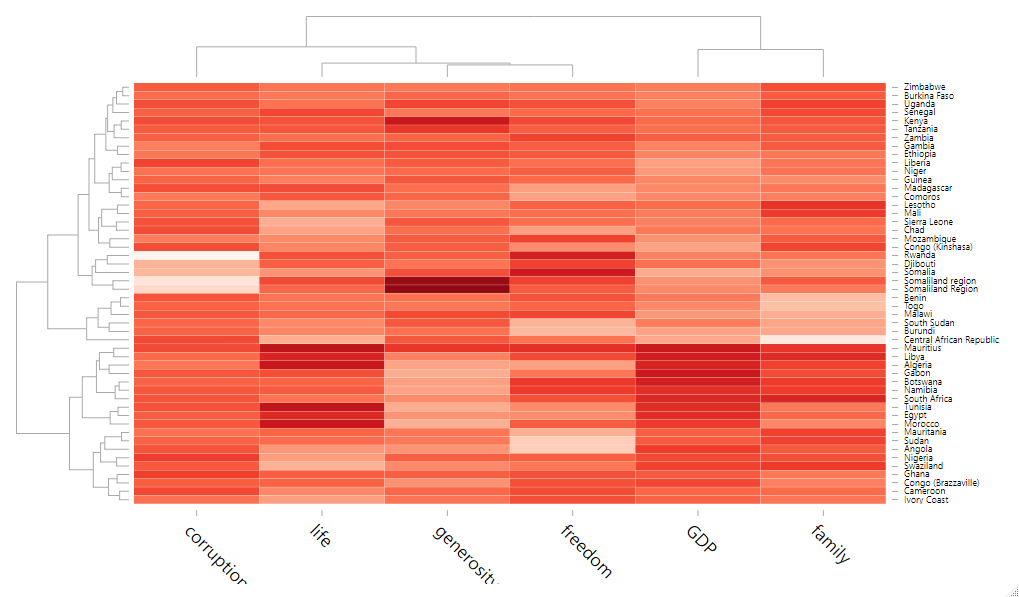 Zimbabwe
Burkina Faso
Uganda
Senegal
Kenya
Tanzania
Zambia
Gambia
Ethiopia
Liberia
Niger
Guinea
Madagascar
Comoros
Lesotho
Mali
Sierra Leone
Chad
Mozambique
Congo (Kinshasa)
Rwanda
Djibouti
Somalia
Somaliland region
Somaliland Region
Benin
Togo
Malawi
South Sudan
Burundi
Central African Republic
Mauritius
Libya
Algeria
Gabon
Botswana
Namibia
South Africa
Tunisia
Egypt
Morocco
Mauritania
Sudan
Angola
Nigeria
Swaziland
Ghana
Congo (Brazzaville)
Cameroon
Ivory Coast
corruption
life
generosity
freedom
GDP
family